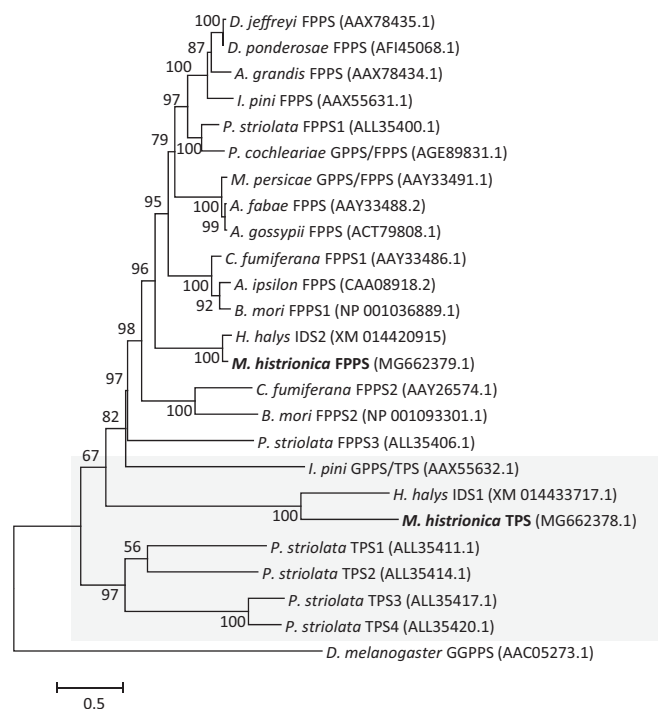 100 D. jeffreyi FPPS (AAX78435.1)
D. ponderosae FPPS (AFI45068.1)
87
A. grandis FPPS (AAX78434.1)
100
I. pini FPPS (AAX55631.1)
97
P. striolata FPPS1 (ALL35400.1)
79
100 P. cochleariae GPPS/FPPS (AGE89831.1)
M. persicae GPPS/FPPS (AAY33491.1)
95
100 A. fabae FPPS (AAY33488.2)
99 A. gossypii FPPS (ACT79808.1)
C. fumiferana FPPS1 (AAY33486.1)
96
100 A. ipsilon FPPS (CAA08918.2)
92 B. mori FPPS1 (NP 001036889.1)
98
H. halys IDS2 (XM 014420915)
100 M. histrionica FPPS (MG662379.1)
97
C. fumiferana FPPS2 (AAY26574.1)
100 B. mori FPPS2 (NP 001093301.1)
82
P. striolata FPPS3 (ALL35406.1)
67
I. pini GPPS/TPS (AAX55632.1)
H. halys IDS1 (XM 014433717.1)
100 M. histrionica TPS (MG662378.1)
56 P. striolata TPS1 (ALL35411.1)
P. striolata TPS2 (ALL35414.1)
97
P. striolata TPS3 (ALL35417.1)
100 P. striolata TPS4 (ALL35420.1)
D. melanogaster GGPPS (AAC05273.1)
0.5